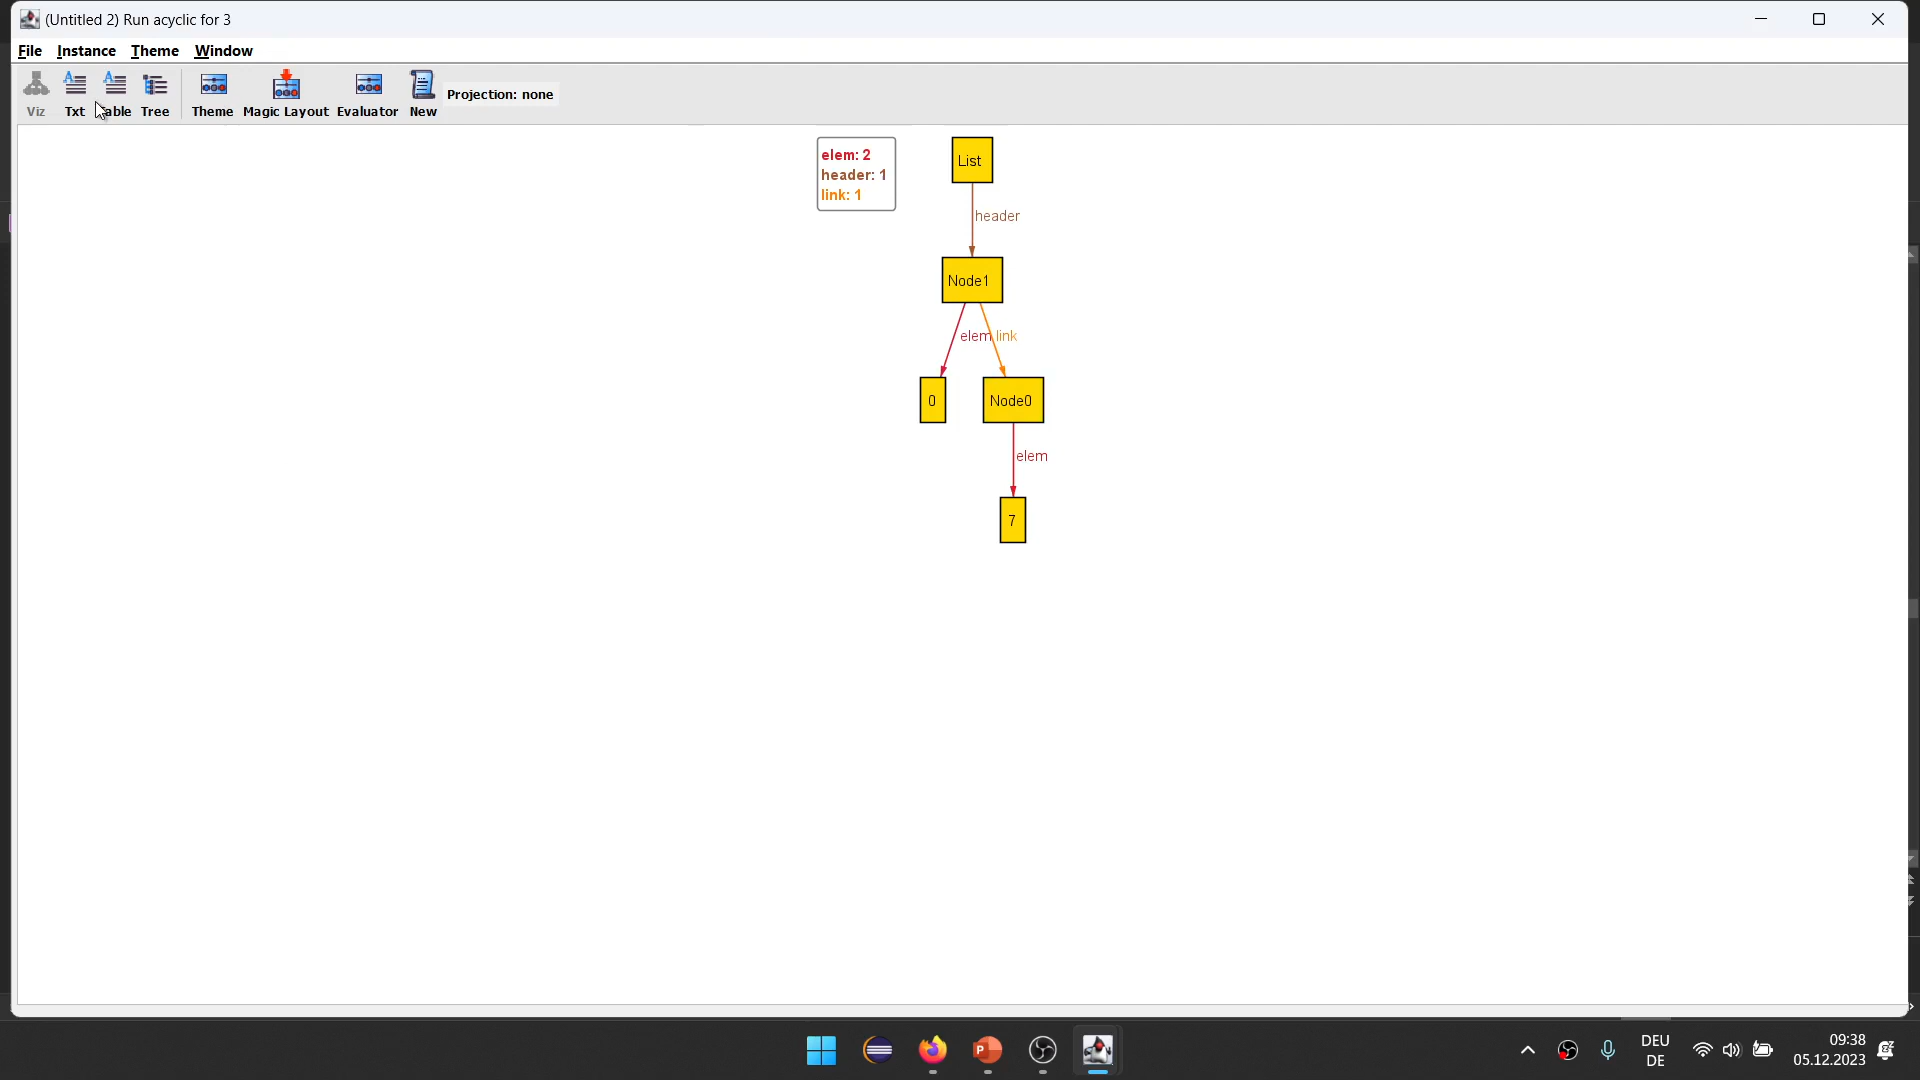 (Untitled 2) Run acyclic for 3
File Instance Theme Window
Viz Txt able Tree Theme Magic Layout Evaluator New Projection: none
elem: 2
header: 1
link: 1
List
header
Node1
elem link
0 Node0
elem
7
DEU
DE
09:38
05.12.2023